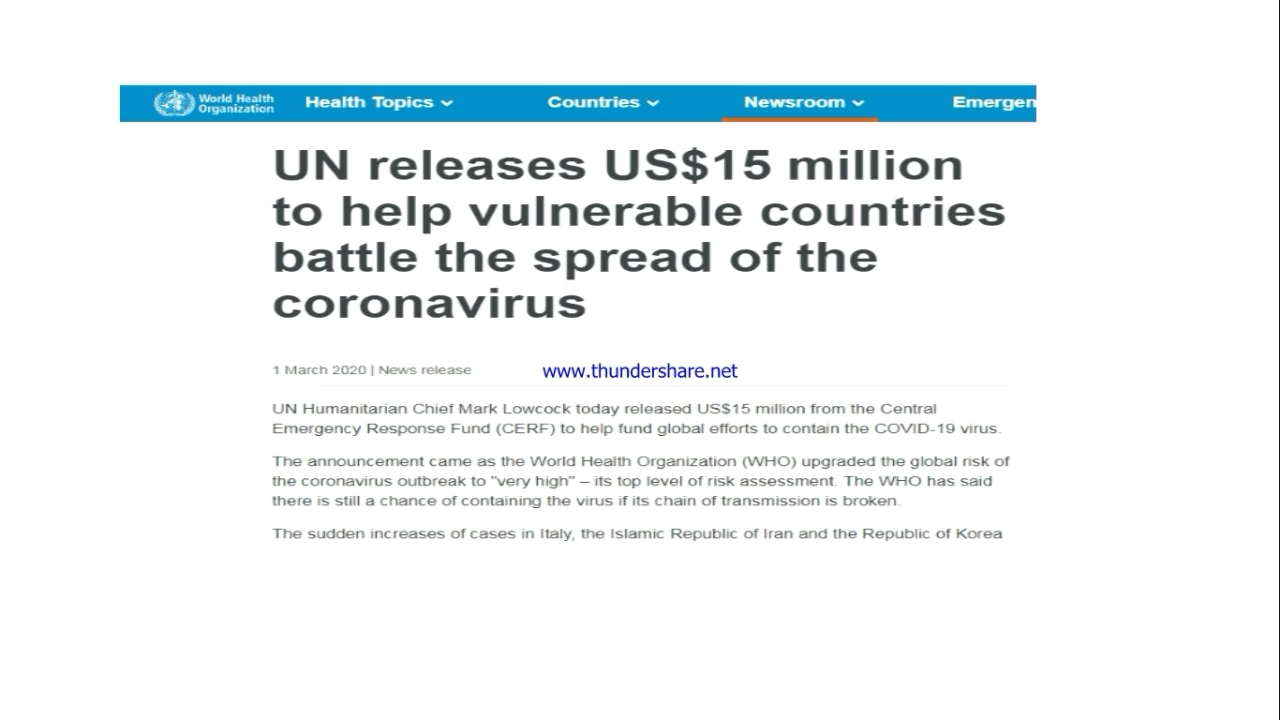 World Health
Organization
Health Topics
Countries
Newsroom
Emergen
UN releases US$15 million
to help vulnerable countries
battle the spread of the
coronavirus
1 March 2020 | News release
www.thundershare.net
UN Humanitarian Chief Mark Lowcock today released US$15 million from the Central
Emergency Response Fund (CERF) to help fund global efforts to contain the COVID-19 virus.
The announcement came as the World Health Organization (WHO) upgraded the global risk of
the coronavirus outbreak to "very high" – its top level of risk assessment. The WHO has said
there is still a chance of containing the virus if its chain of transmission is broken.
The sudden increases of cases in Italy, the Islamic Republic of Iran and the Republic of Korea